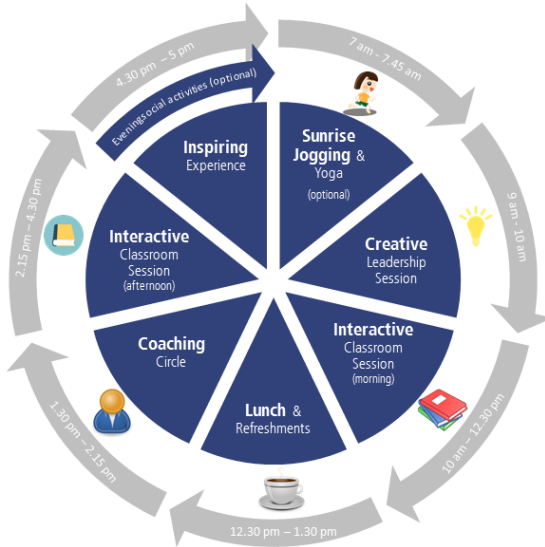 7 am - 7.45 am
Sunrise
Jogging &
Yoga
(optional)
9 am - 10 am
Creative
Leadership
Session
10 am – 12.30 pm
Interactive
Classroom
Session
(morning)
12.30 pm – 1.30 pm
Lunch &
Refreshments
1.30 pm – 2.15 pm
Coaching
Circle
2.15 pm – 4.30 pm
Interactive
Classroom
Session
(afternoon)
4.30 pm – 5 pm
Inspiring
Experience
Evening social activities (optional)